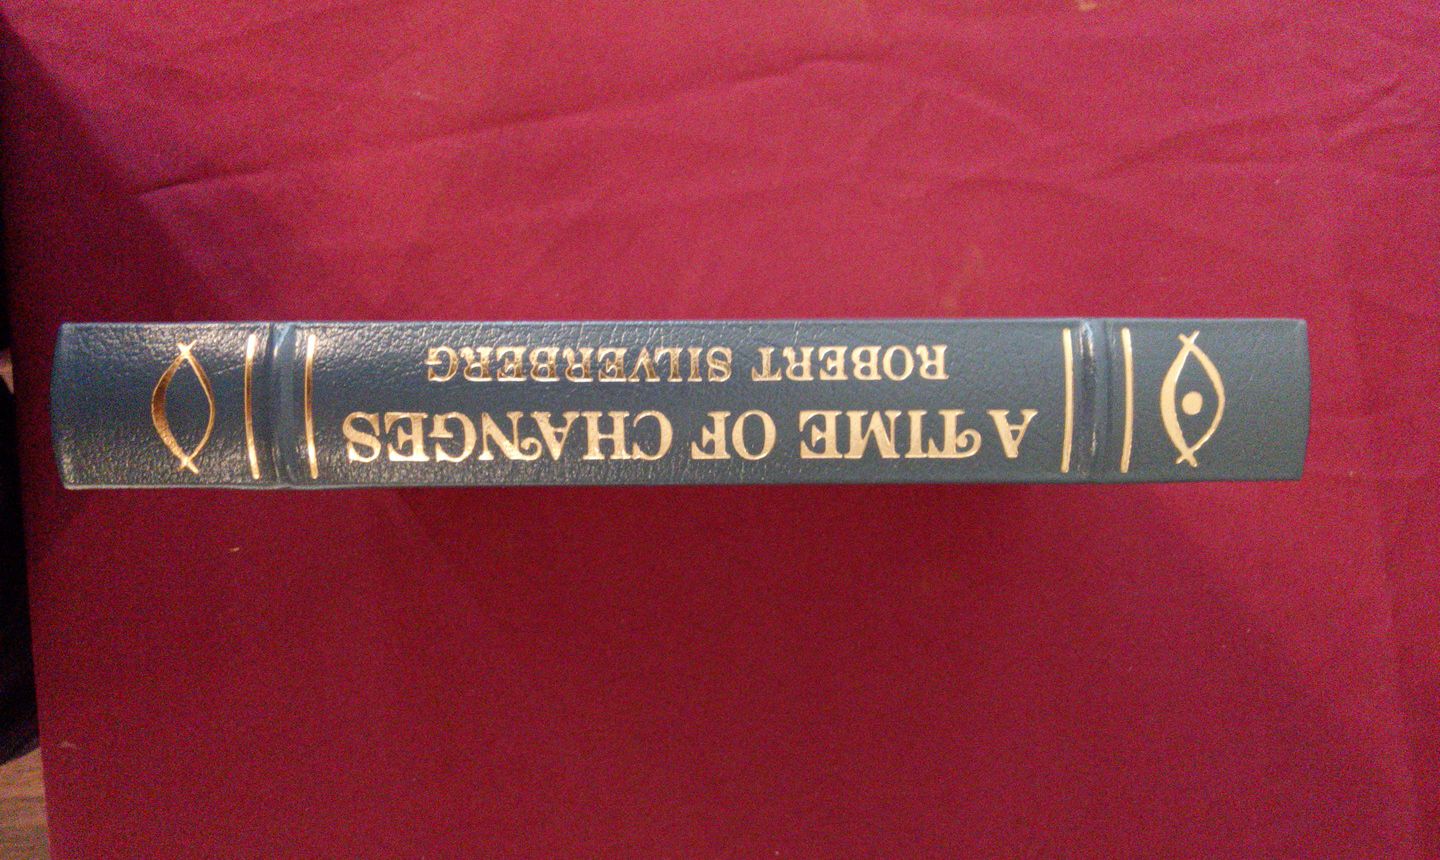 A TIME OF CHANGES
ROBERT SILVERBERG